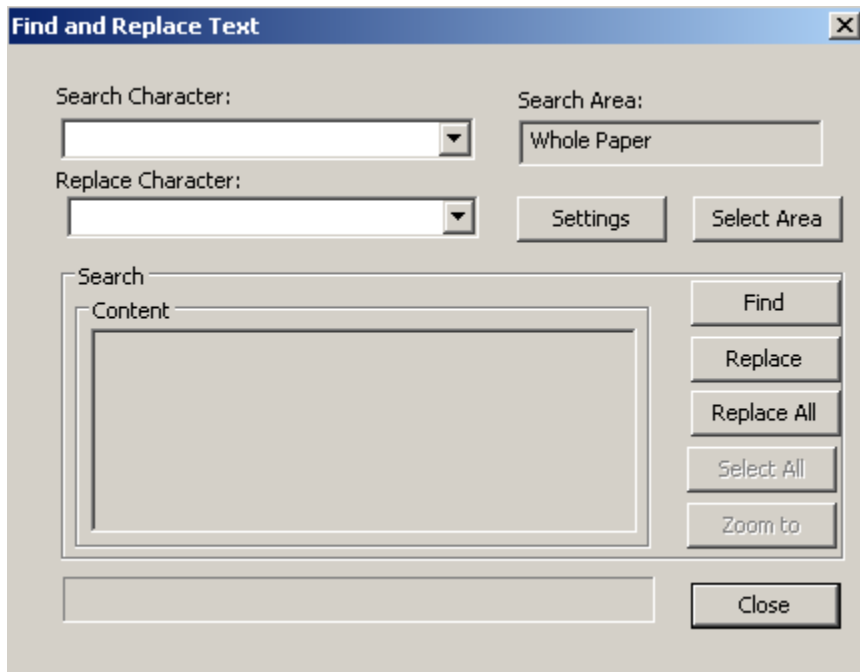 Find and Replace Text
Search Character:
Search Area:
Whole Paper
Replace Character:
Settings
Select Area
Search
Content
Find
Replace
Replace All
Select All
Zoom to
Close